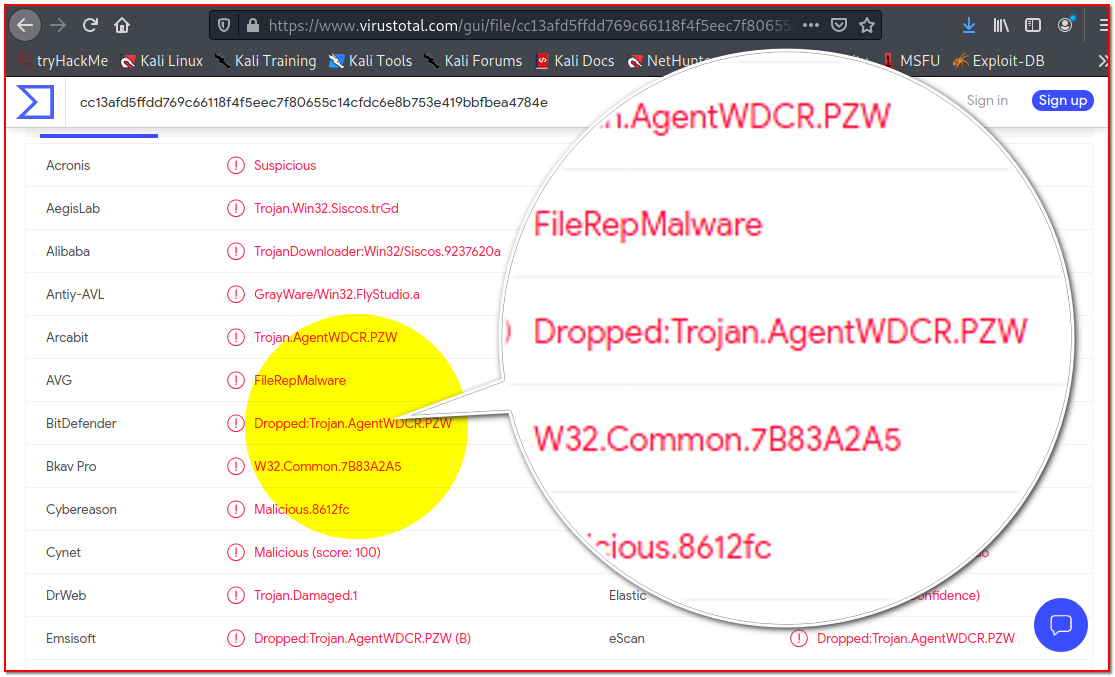 https://www.virustotal.com/gui/file/cc13afd5ffdd769c66118f4f5eec7f80655
tryHackMe Kali Linux Kali Training Kali Tools Kali Forums Kali Docs NetHunter MSFU Exploit-DB
cc13afd5ffdd769c66118f4f5eec7f80655c14cfdc6e8b753e419bbfbea4784e Sign in Sign up
Acronis Suspicious
AegisLab Trojan.Win32.Siscos.trGd
Alibaba TrojanDownloader:Win32/Siscos.9237620a
Antiy-AVL GrayWare/Win32.FlyStudio.a
Arcabit Trojan.AgentWDCR.PZW
AVG FileRepMalware
BitDefender Dropped:Trojan.AgentWDCR.PZW
Bkav Pro W32.Common.7B83A2A5
Cybereason Malicious.8612fc
Cynet Malicious (score: 100)
DrWeb Trojan.Damaged.1 Elastic onfidence)
Emsisoft Dropped:Trojan.AgentWDCR.PZW (B) eScan Dropped:Trojan.AgentWDCR.PZW
n.AgentWDCR.PZW
FileRepMalware
Dropped:Trojan.AgentWDCR.PZW
W32.Common.7B83A2A5
icious.8612fc